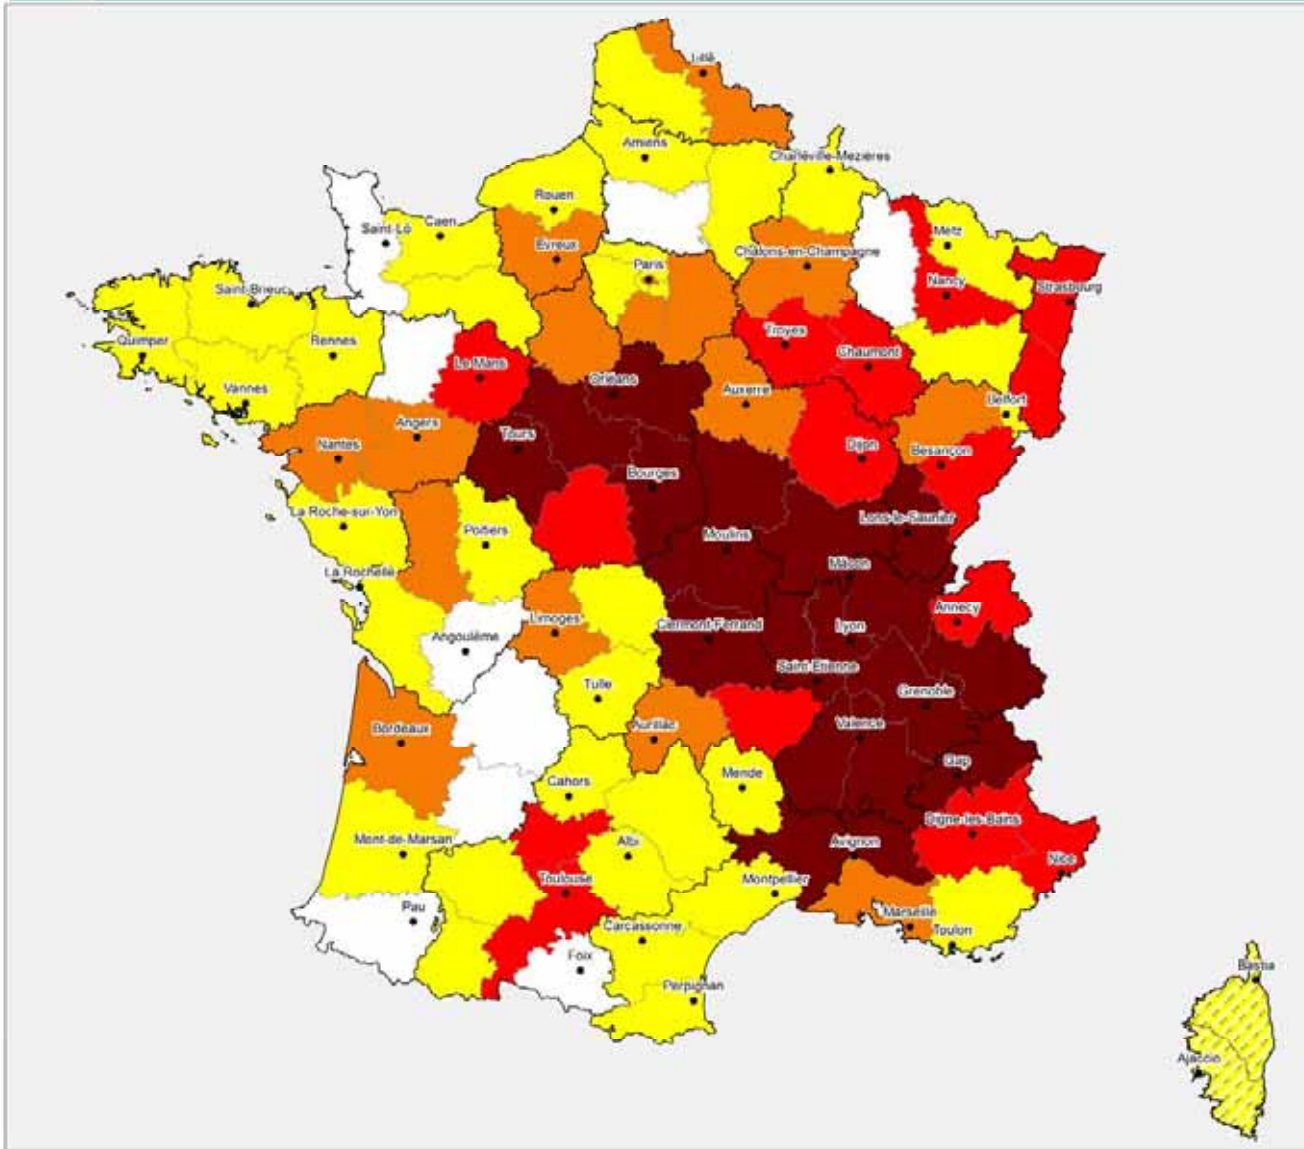 Lille
Amiens
Charleville-Mezières
Rouen
Saint-Lô
Caen
Evreux
Metz
Châlons-en-Champagne
Paris
Nancy
Strasbourg
Saint-Brieuc
Troyes
Quimper
Rennes
Chaumont
Le Mans
Orléans
Vannes
Auxerre
Belfort
Angers
Tours
Nantes
Dijon
Besançon
Bourges
La Roche-sur-Yon
Lons-le-Saunier
Poitiers
Moulins
Mâcon
La Rochelle
Annecy
Limoges
Clermont-Ferrand
Lyon
Angoulême
Saint-Etienne
Tulle
Grenoble
Bordeaux
Aurillac
Valence
Gap
Cahors
Mende
Digne-les-Bains
Mont-de-Marsan
Albi
Avignon
Nice
Toulouse
Montpellier
Pau
Marseille
Carcassonne
Toulon
Foix
Bastia
Perpignan
Ajaccio